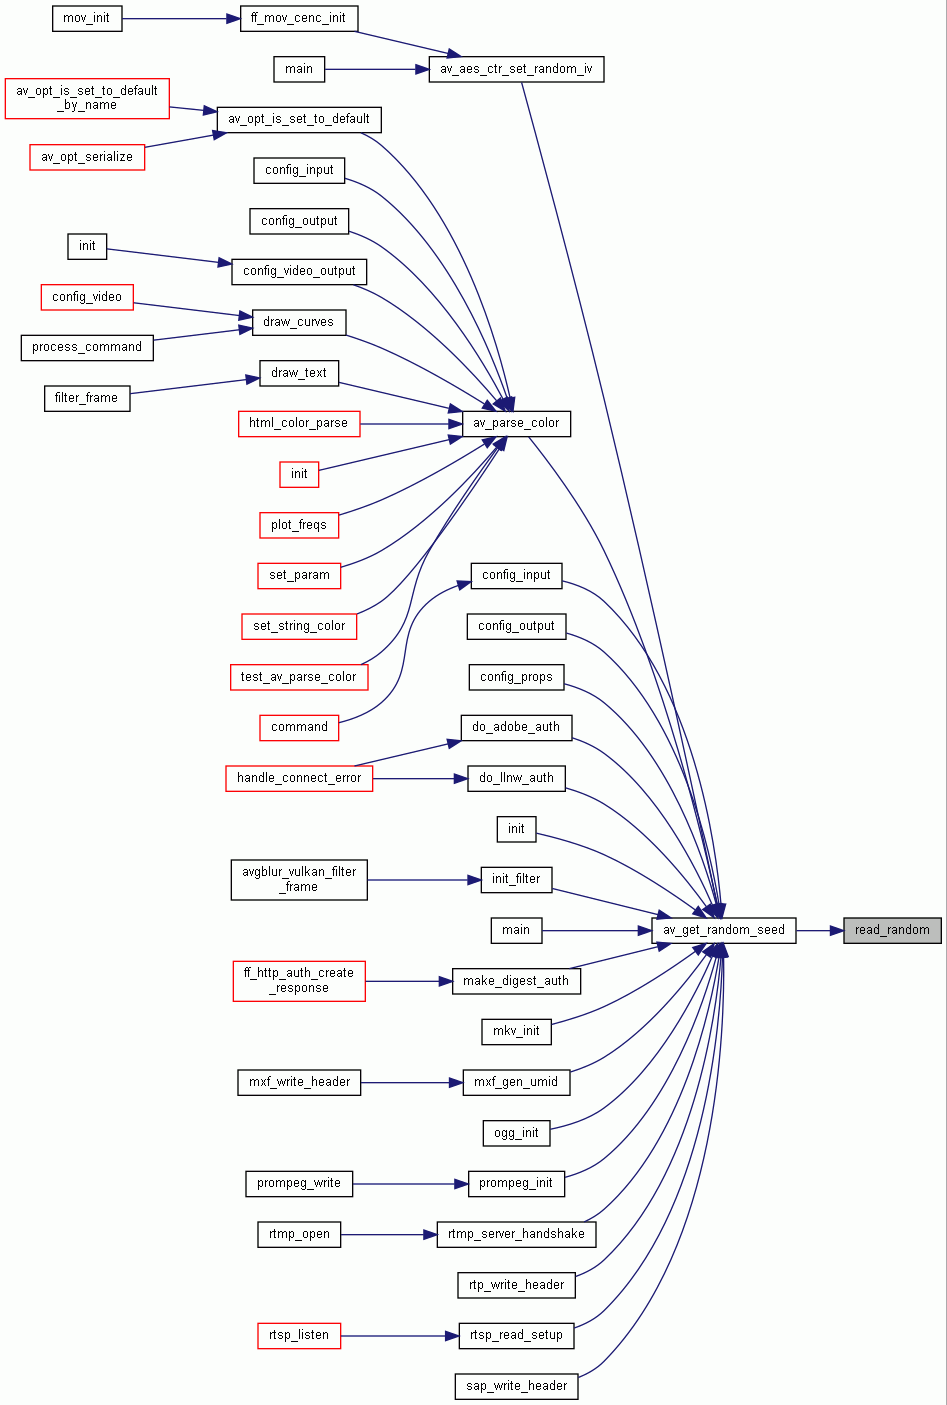 mov_init
ff_mov_cenc_init
main
av_aes_ctr_set_random_iv
av_opt_is_set_to_default
_by_name
av_opt_is_set_to_default
av_opt_serialize
config_input
config_output
init
config_video_output
config_video
draw_curves
process_command
draw_text
filter_frame
html_color_parse
av_parse_color
init
plot_freqs
set_param
config_input
set_string_color
config_output
test_av_parse_color
config_props
command
do_adobe_auth
handle_connect_error
do_llnw_auth
init
avgblur_vulkan_filter
_frame
init_filter
main
av_get_random_seed
read_random
ff_http_auth_create
_response
make_digest_auth
mkv_init
mxf_write_header
mxf_gen_umid
ogg_init
prompeg_write
prompeg_init
rtmp_open
rtmp_server_handshake
rtp_write_header
rtsp_listen
rtsp_read_setup
sap_write_header